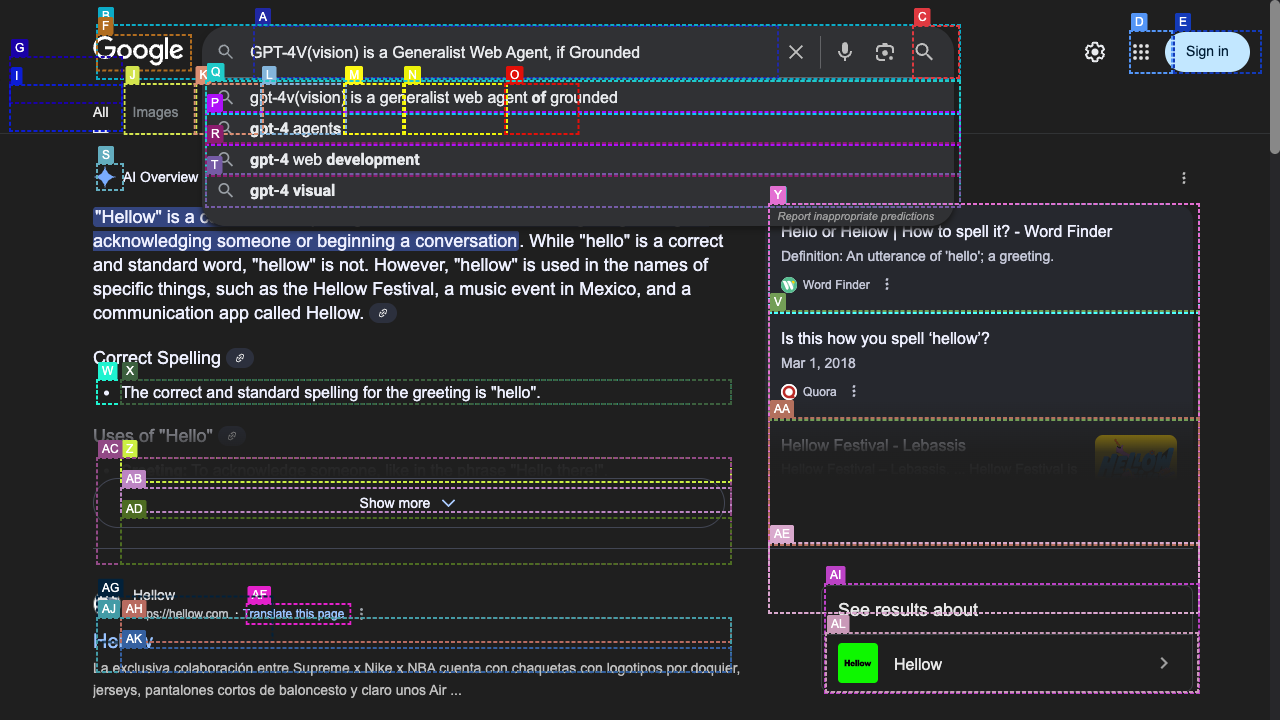 B
F
A
C
D
E
G
Google
GPT-4V(vision) is a Generalist Web Agent, if Grounded
Sign in
I
J
K
Q
L
M
N
O
All
Images
P
gpt-4v(vision) is a generalist web agent of grounded
R
gpt-4 agents
T
gpt-4 web development
gpt-4 visual
Report inappropriate predictions
S
AI Overview
"Hellow" is a
acknowledging someone or beginning a conversation. While "hello" is a correct
and standard word, "hellow" is not. However, "hellow" is used in the names of
specific things, such as the Hellow Festival, a music event in Mexico, and a
communication app called Hellow.
Correct Spelling
W
X
The correct and standard spelling for the greeting is "hello".
Uses of "Hello"
AC
Z
Greeting: To acknowledge someone, like in the phrase "Hello there!"
AB
Show more
AD
Y
Hello or Hellow | How to spell it? - Word Finder
Definition: An utterance of 'hello'; a greeting.
Word Finder
V
Is this how you spell ‘hellow’?
Mar 1, 2018
Quora
AA
Hellow Festival - Lebassis
Hellow Festival – Lebassis Hellow Festival is
HELLOW
AE
AG
Hellow
AF
AJ
AH
ps://hellow.com · Translate this page
AK
La exclusiva colaboración entre Supreme x Nike x NBA cuenta con chaquetas con logotipos por doquier,
jerseys, pantalones cortos de baloncesto y claro unos Air ...
AI
See results about
AL
Hellow
Hellow